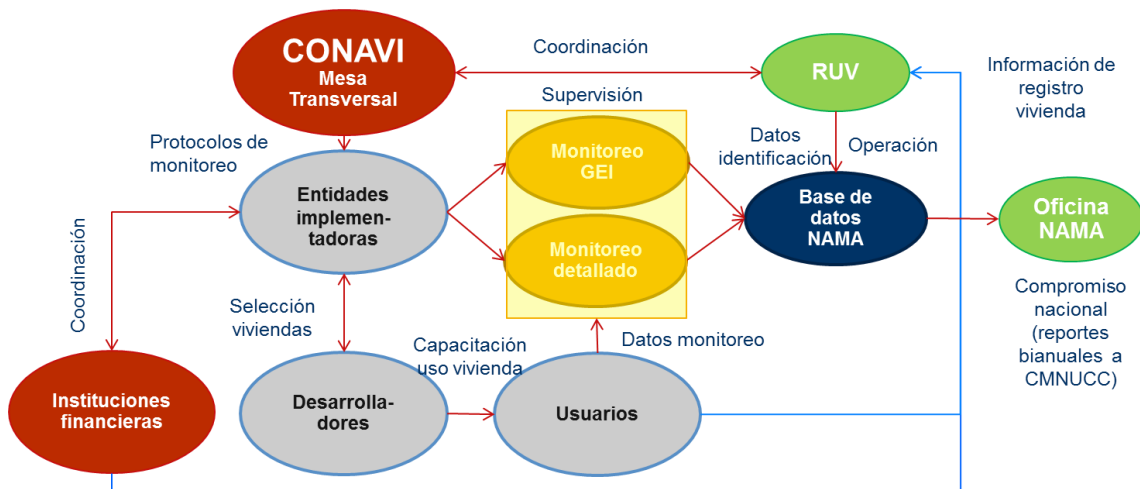 CONAVI
Mesa
Transversal
Coordinación
RUV
Información de
registro
vivienda
Supervisión
Protocolos de
monitoreo
Monitoreo
GEI
Datos
identificación
Operación
Entidades
implemen-
tadoras
Base de
datos
NAMA
Oficina
NAMA
Monitoreo
detallado
Coordinación
Selección
viviendas
Capacitación
uso vivienda
Datos monitoreo
Compromiso
nacional
(reportes
bianuales a
CMNUCC)
Instituciones
financieras
Desarrolla-
dores
Usuarios